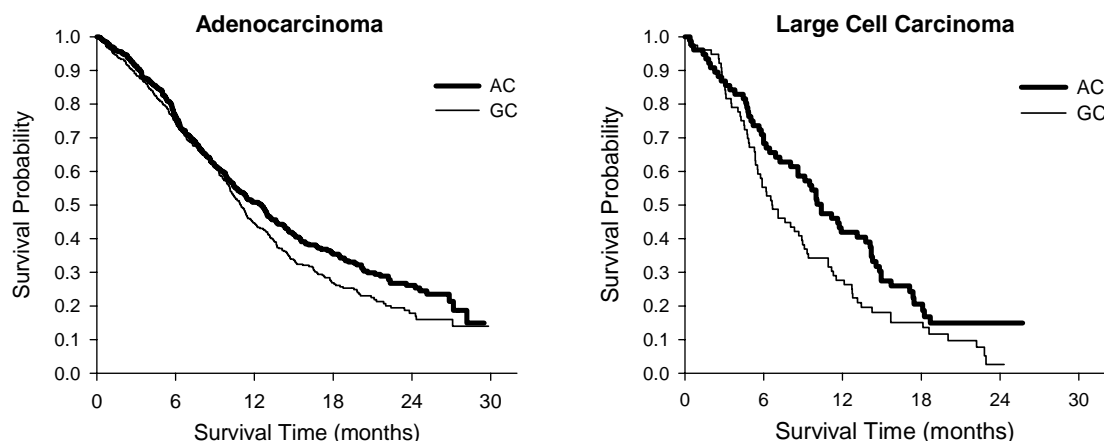 Adenocarcinoma
Survival Probability
1.0
0.9
0.8
0.7
0.6
0.5
0.4
0.3
0.2
0.1
0.0
AC
GC
0 6 12 18 24 30
Survival Time (months)
Large Cell Carcinoma
Survival Probability
1.0
0.9
0.8
0.7
0.6
0.5
0.4
0.3
0.2
0.1
0.0
AC
GC
0 6 12 18 24 30
Survival Time (months)